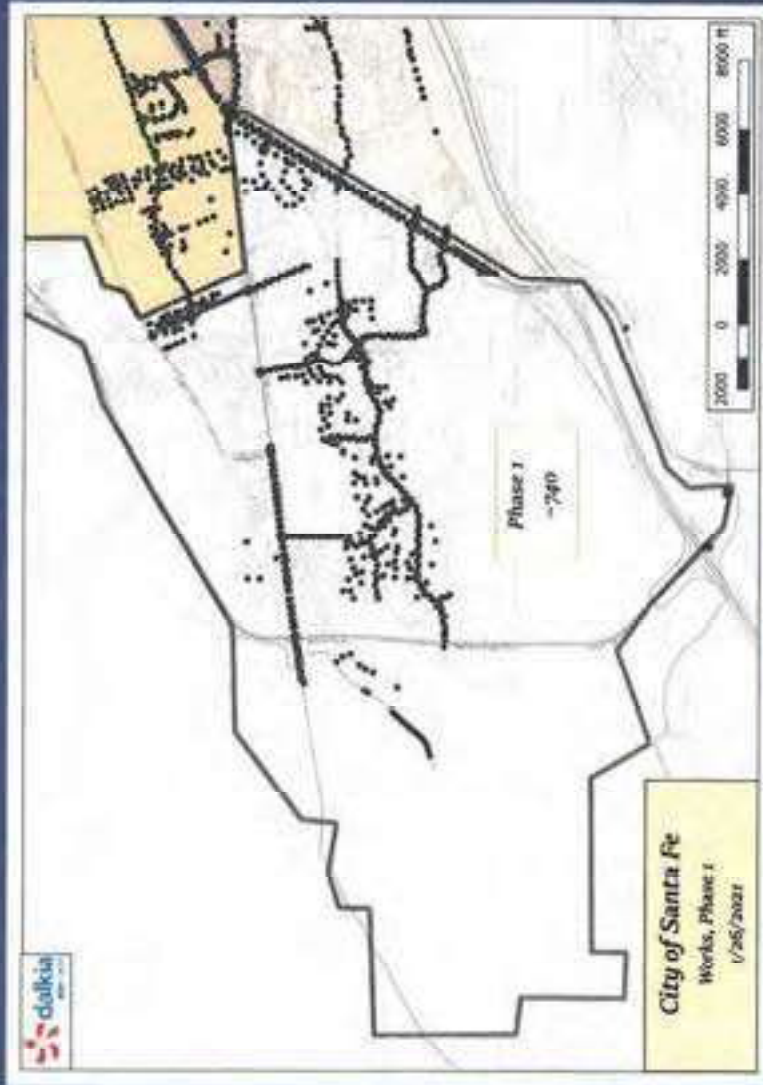 dalkia
Phase 1
~740
City of Santa Fe
Works, Phase 1
1/26/2021
2000 0 2000 4000 6000 8000 ft